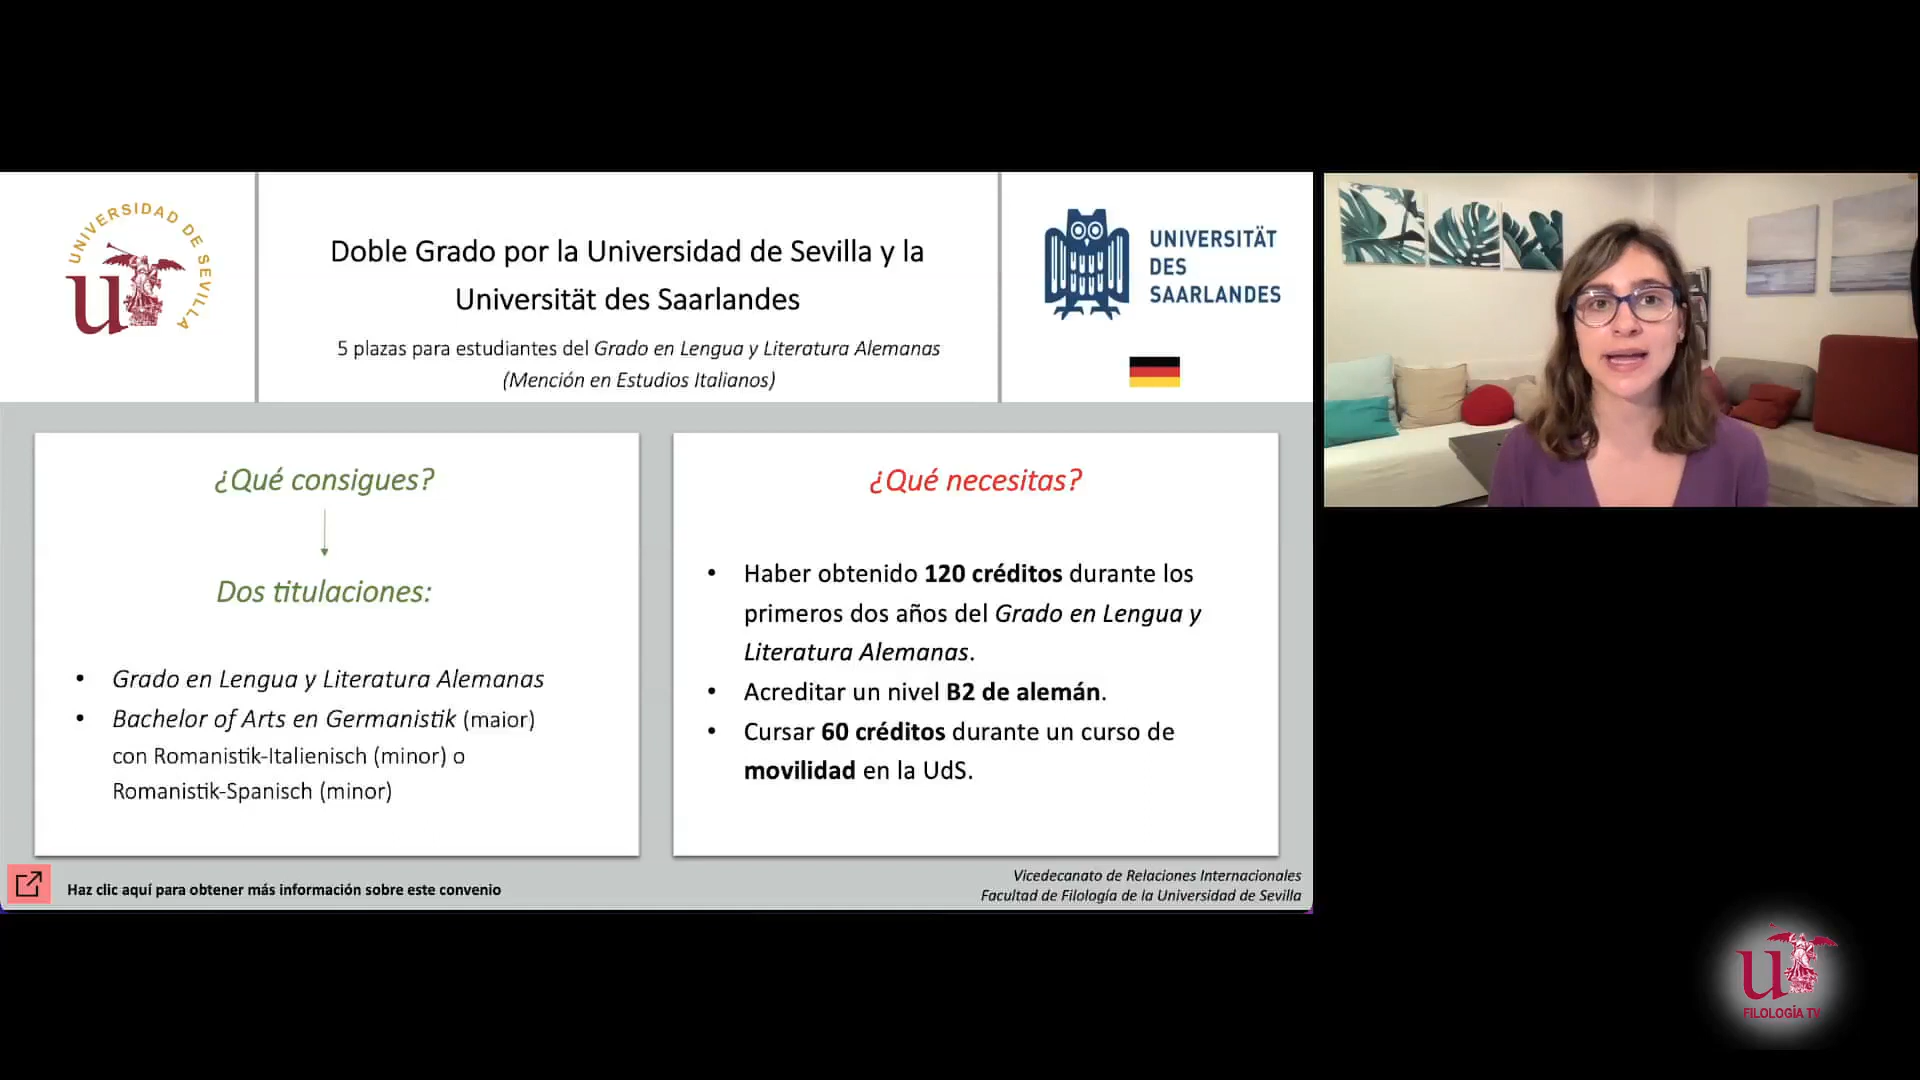 UNIVERSIDAD DE SEVILLA
Doble Grado por la Universidad de Sevilla y la
Universität des Saarlandes
5 plazas para estudiantes del Grado en Lengua y Literatura Alemanas
(Mención en Estudios Italianos)
UNIVERSITÄT
DES
SAARLANDES
¿Qué consigues?
Dos titulaciones:
• Grado en Lengua y Literatura Alemanas
• Bachelor of Arts en Germanistik (maior)
con Romanistik-Italienisch (minor) o
Romanistik-Spanisch (minor)
¿Qué necesitas?
• Haber obtenido 120 créditos durante los
primeros dos años del Grado en Lengua y
Literatura Alemanas.
• Acreditar un nivel B2 de alemán.
• Cursar 60 créditos durante un curso de
movilidad en la UdS.
Haz clic aquí para obtener más información sobre este convenio
Vicedecanato de Relaciones Internacionales
Facultad de Filología de la Universidad de Sevilla
FILOLOGÍA TV